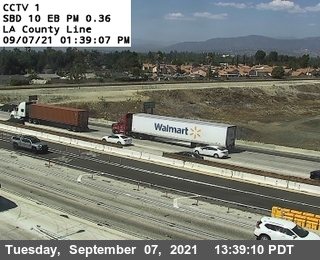 CCTV 1
SBD 10 EB PM 0.36
LA County Line
09/07/21 01:39:07 PM
Walmart
Tuesday, September 07, 2021 13:39:10 PDT